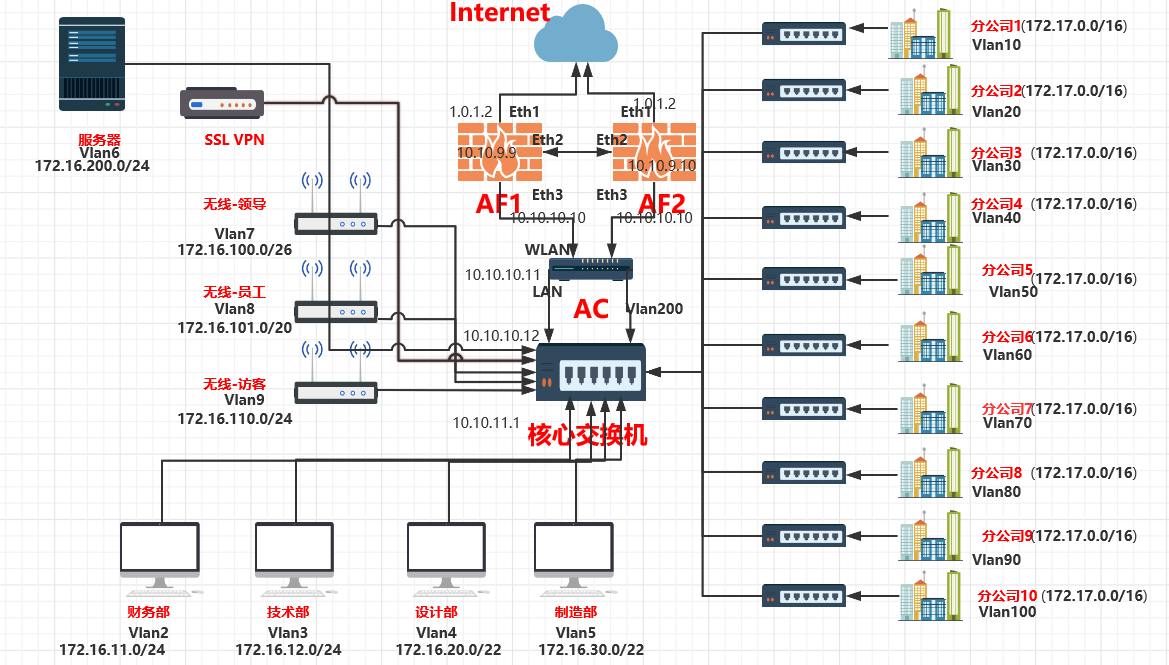 Internet
1.0.1.2
Eth1
1.0.1.2
Eth1
Eth2
Eth2
10.10.9.9
10.10.9.10
AF1
AF2
Eth3
Eth3
10.10.10.10
10.10.10.10
WLAN
10.10.10.11
LAN
AC
Vlan200
10.10.10.12
10.10.11.1
核心交换机
服务器
Vlan6
172.16.200.0/24
SSL VPN
无线-领导
Vlan7
172.16.100.0/26
无线-员工
Vlan8
172.16.101.0/20
无线-访客
Vlan9
172.16.110.0/24
财务部
Vlan2
172.16.11.0/24
技术部
Vlan3
172.16.12.0/24
设计部
Vlan4
172.16.20.0/22
制造部
Vlan5
172.16.30.0/22
分公司1(172.17.0.0/16)
Vlan10
分公司2(172.17.0.0/16)
Vlan20
分公司3 (172.17.0.0/16)
Vlan30
分公司4 (172.17.0.0/16)
Vlan40
分公司5(172.17.0.0/16)
Vlan50
分公司6(172.17.0.0/16)
Vlan60
分公司7(172.17.0.0/16)
Vlan70
分公司8 (172.17.0.0/16)
Vlan80
分公司9(172.17.0.0/16)
Vlan90
分公司10 (172.17.0.0/16)
Vlan100